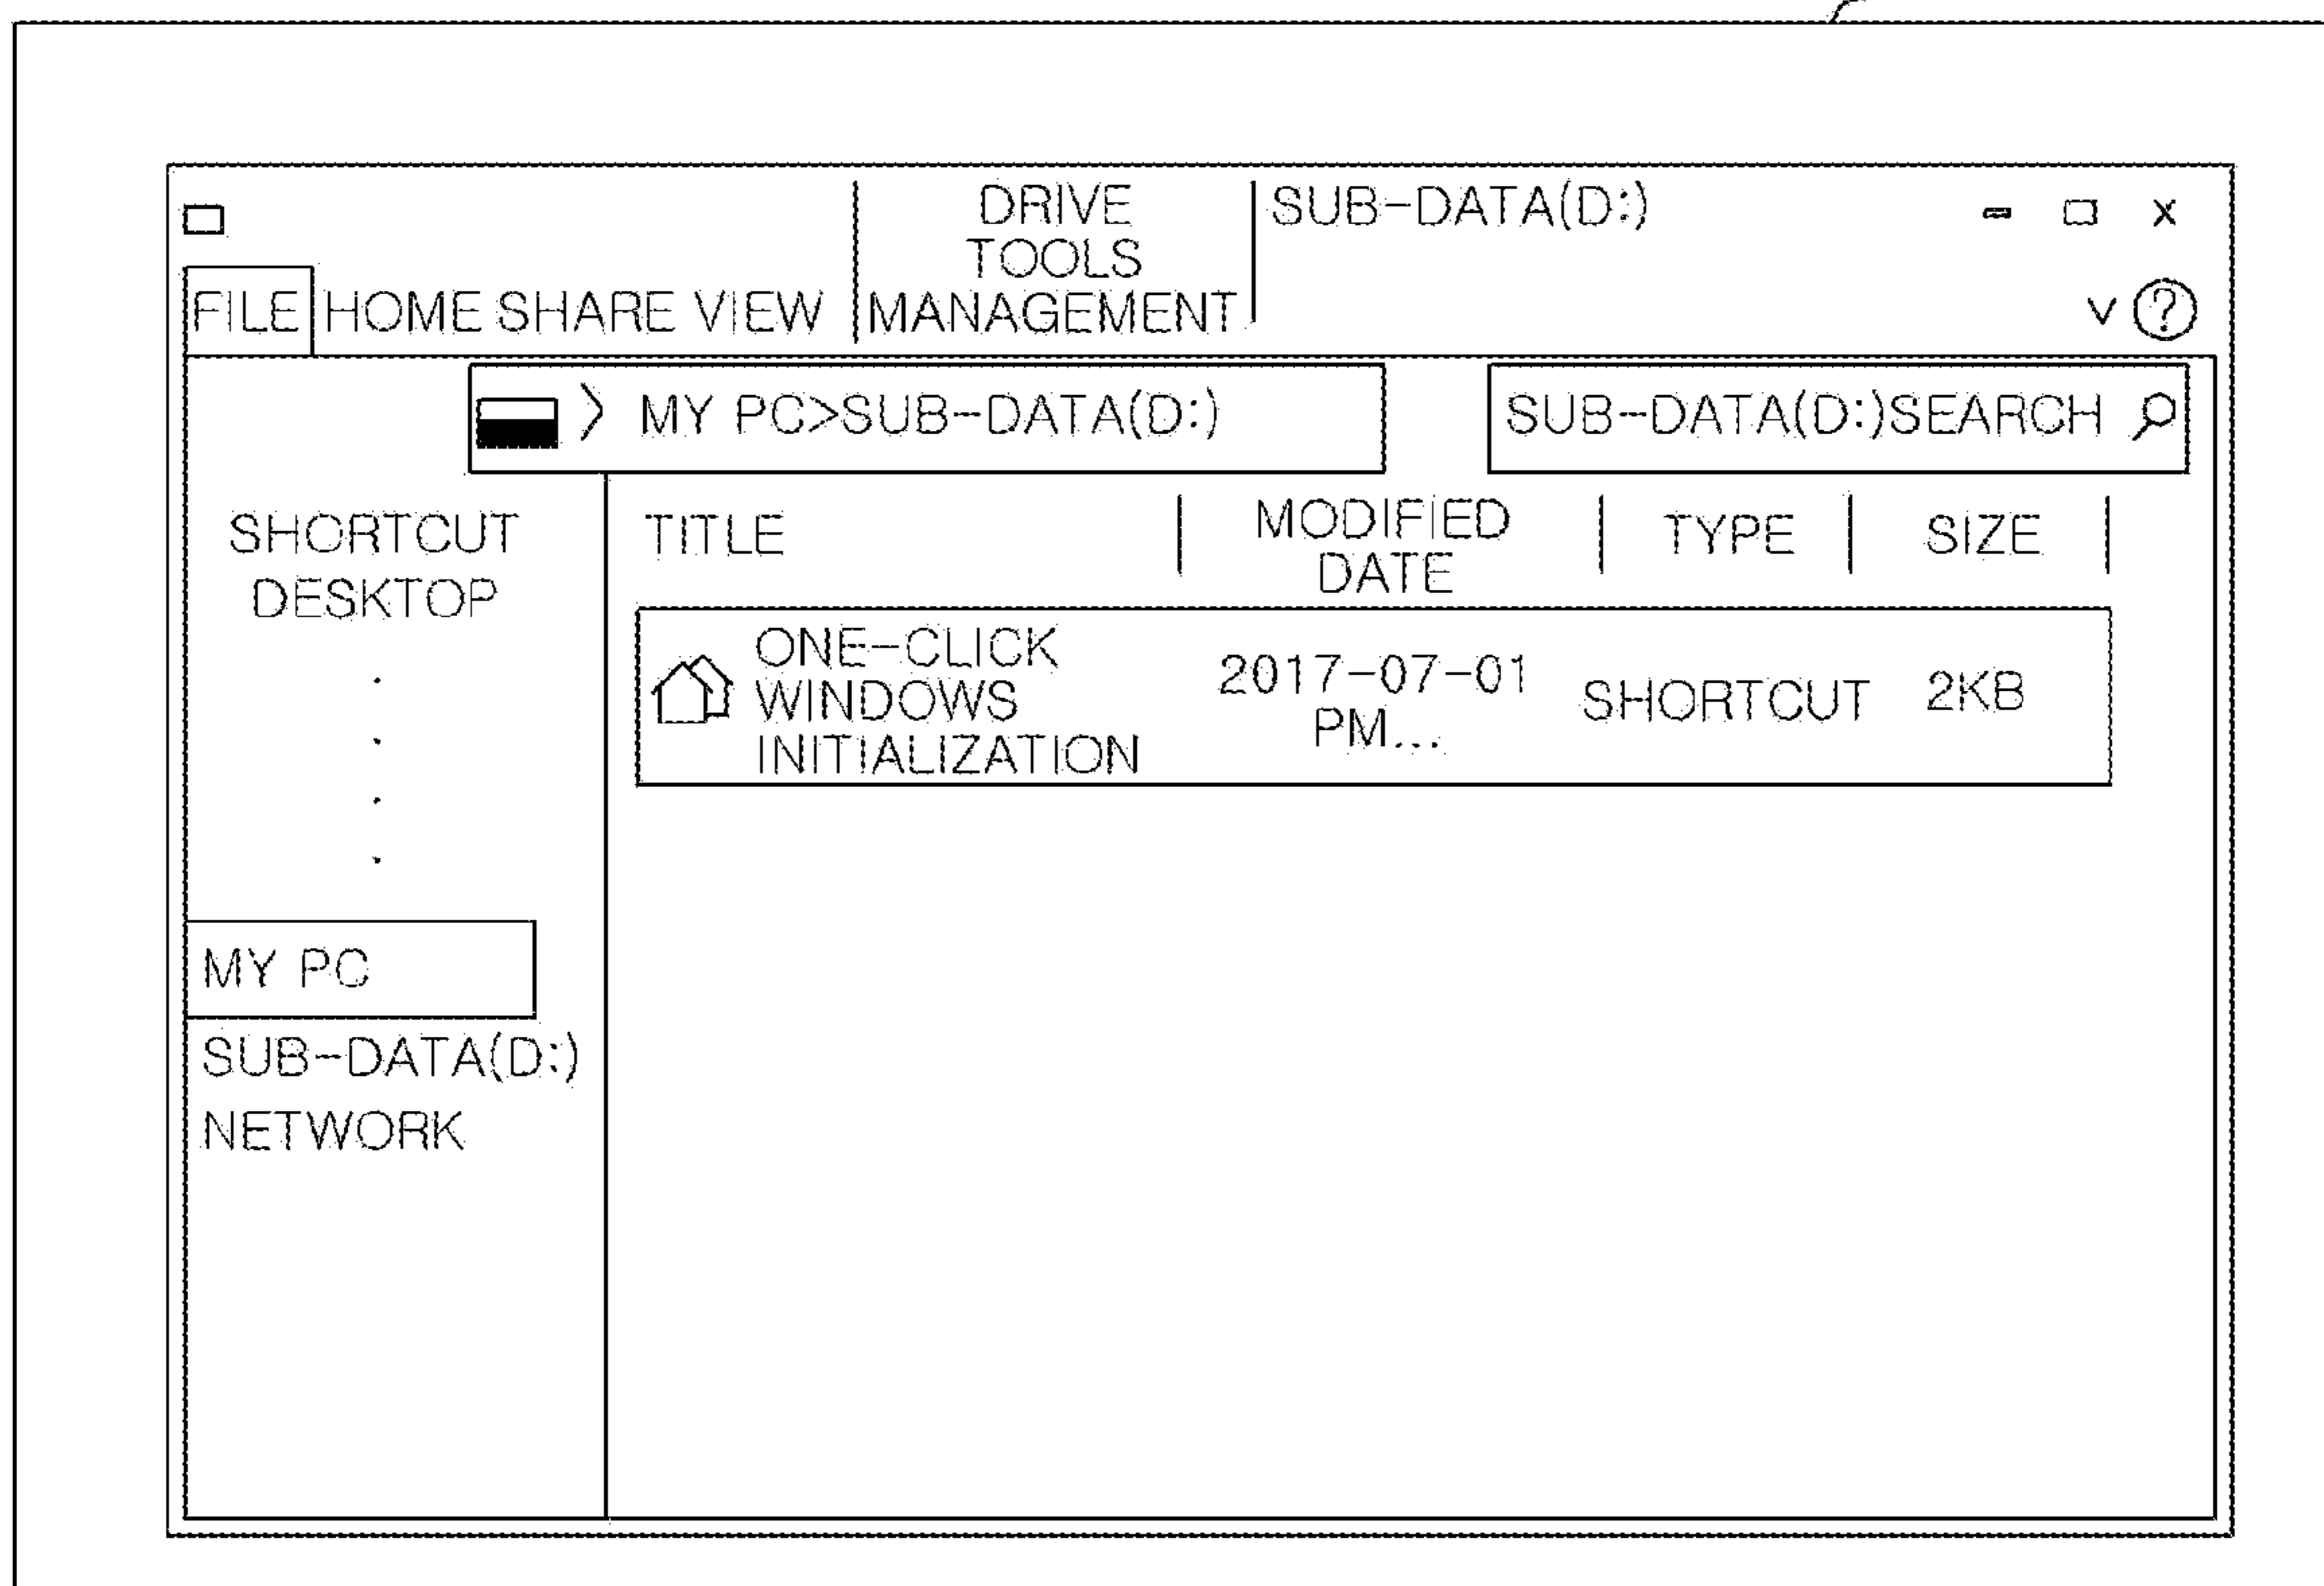 DRIVE
TOOLS
MANAGEMENT
SUB-DATA(D:)
- □ x
FILE HOME SHARE VIEW
v ?
> MY PC>SUB-DATA(D:)
SUB-DATA(D:)SEARCH
SHORTCUT
DESKTOP
.
.
.
.
MY PC
SUB-DATA(D:)
NETWORK
TITLE | MODIFIED DATE | TYPE | SIZE |
ONE-CLICK
WINDOWS
INITIALIZATION
2017-07-01
PM...
SHORTCUT
2KB